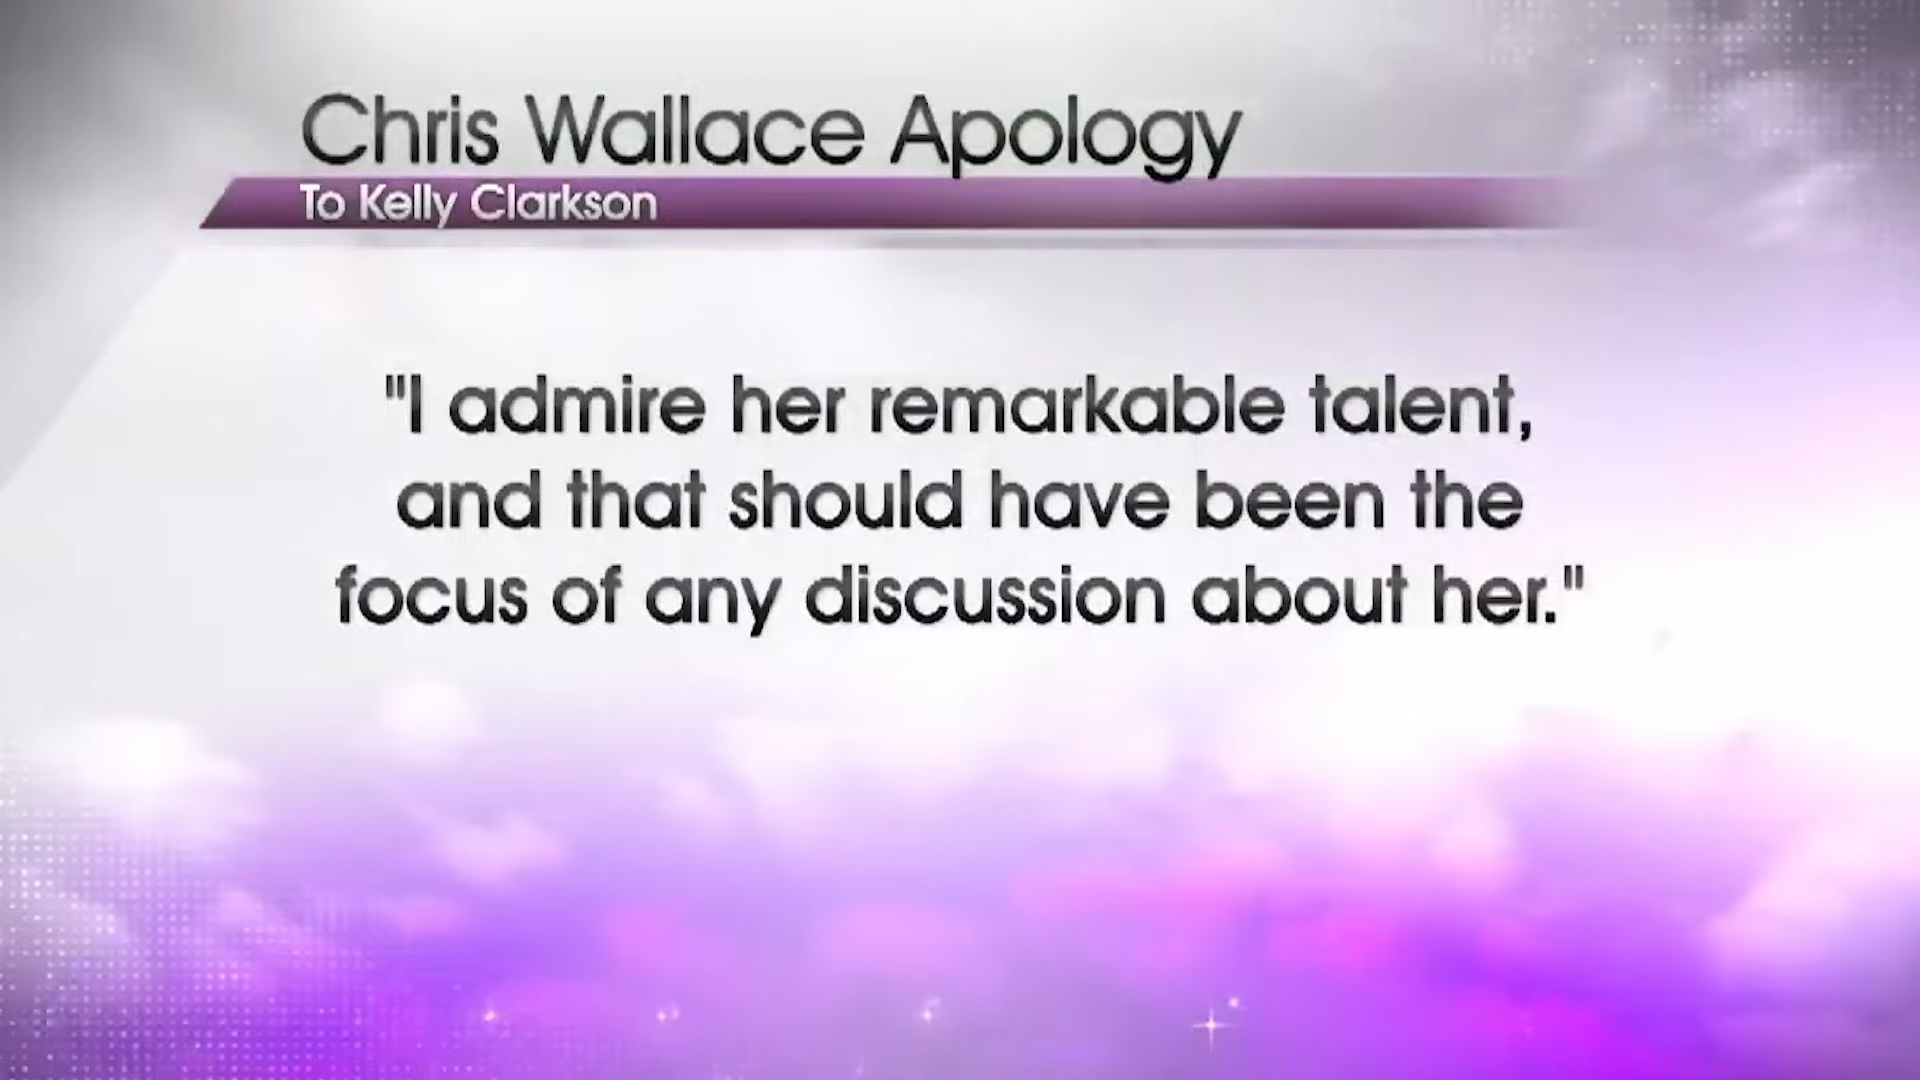 Chris Wallace Apology
To Kelly Clarkson
"I admire her remarkable talent,
and that should have been the
focus of any discussion about her."